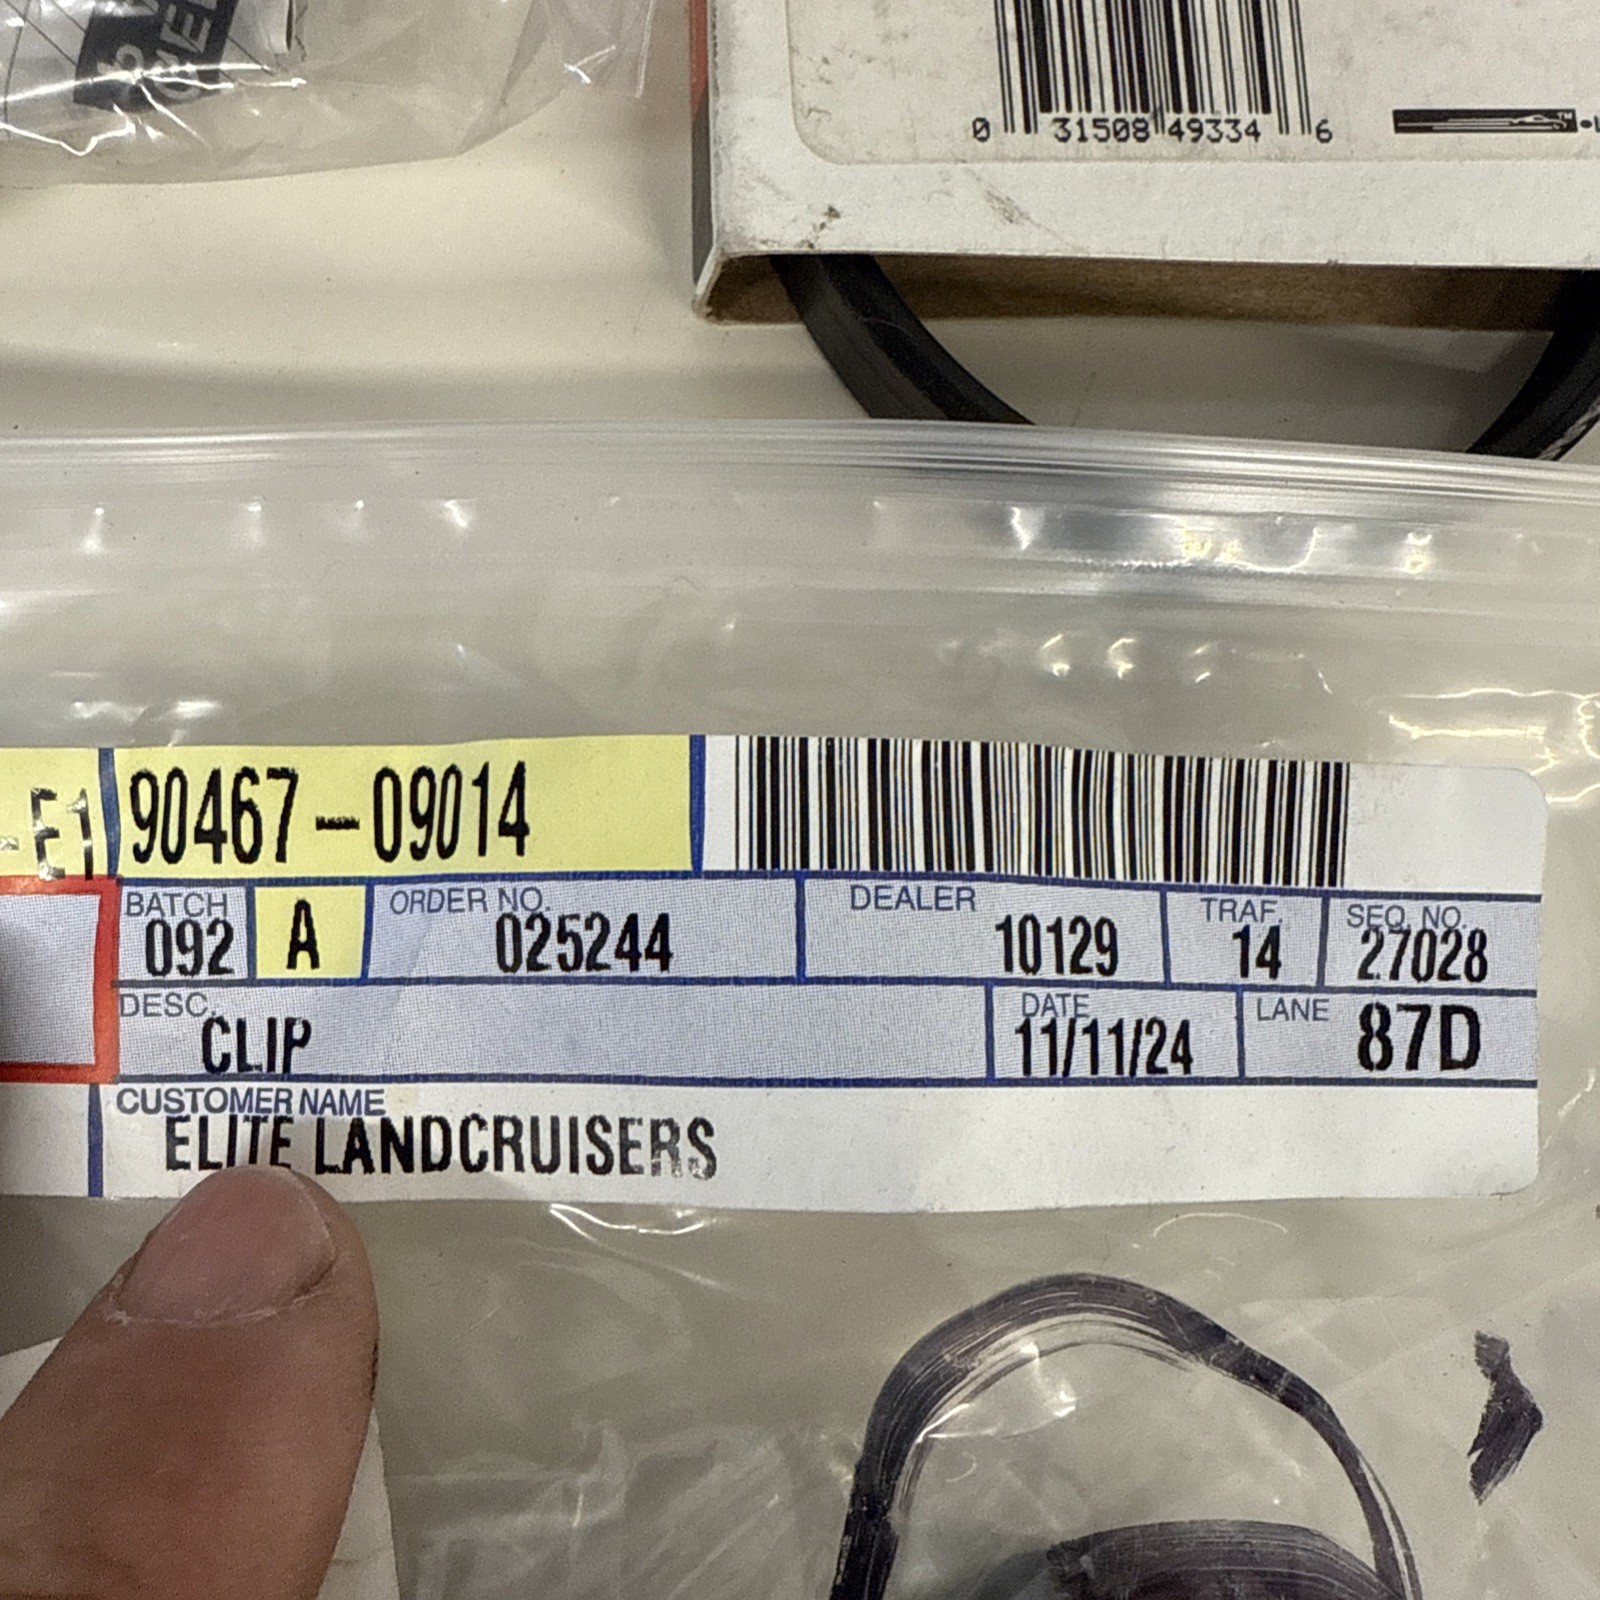 0 31508 49334 6
-E1
90467-09014
BATCH
092
A
ORDER NO.
025244
DEALER
10129
TRAF.
14
SEQ. NO.
27028
DESC.
CLIP
DATE
11/11/24
LANE
87D
CUSTOMER NAME
ELITE LANDCRUISERS